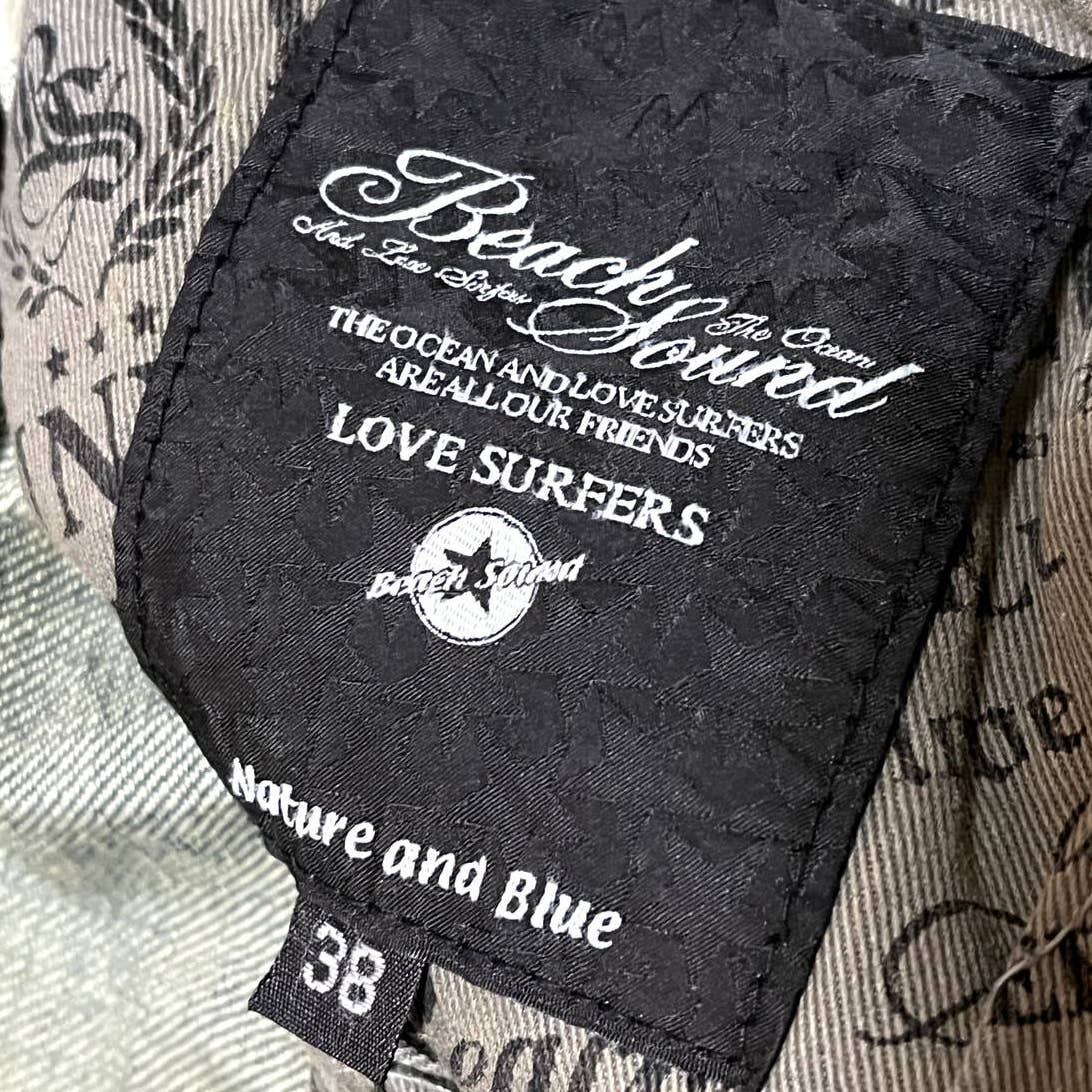 Beach Sound
And Love Surfers
The Ocean
THE OCEAN AND LOVE SURFERS
ARE ALL OUR FRIENDS
LOVE SURFERS
Beach Sound
Nature and Blue
38